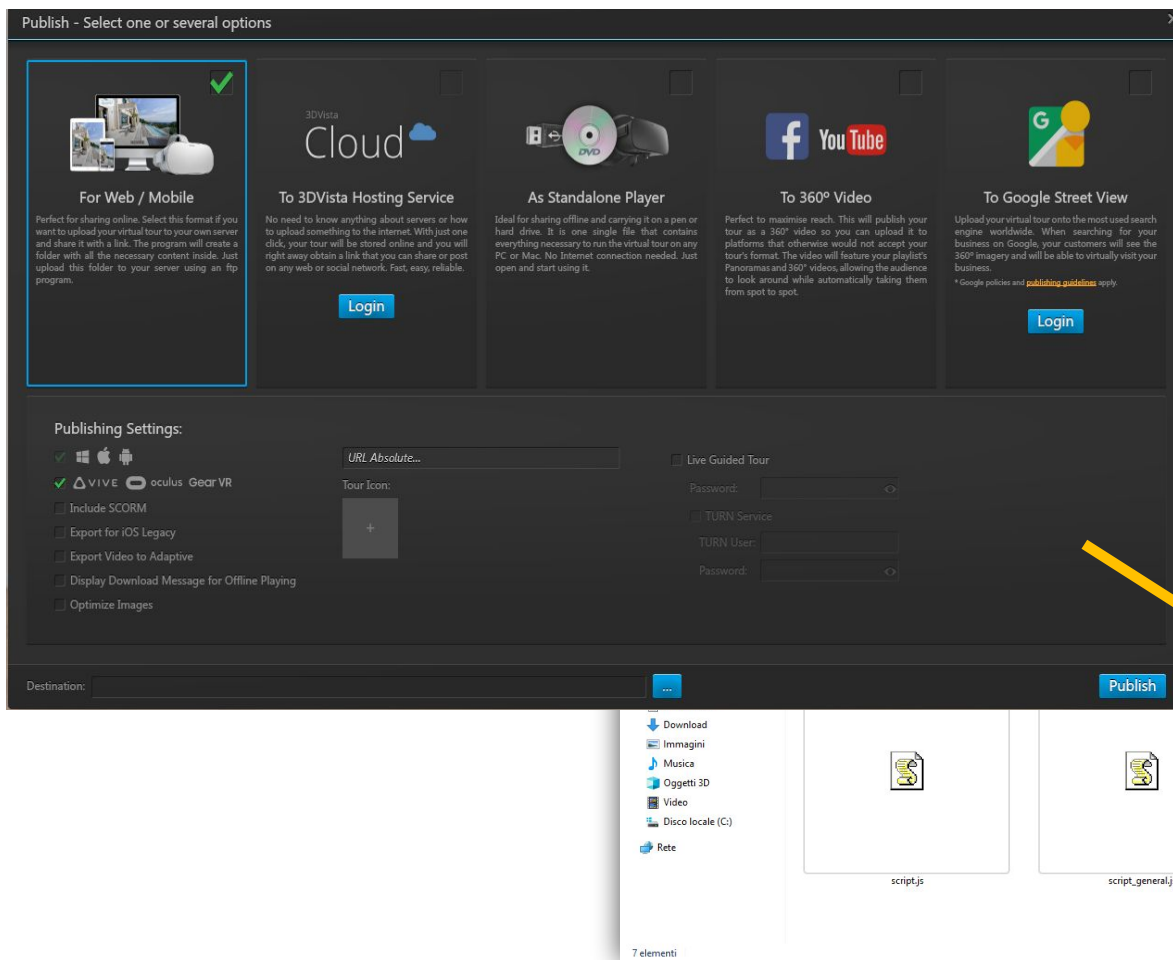 Publish - Select one or several options
For Web / Mobile
Perfect for sharing online. Select this format if you
want to upload your virtual tour to your own server
and share it with a link. The program will create a
folder with all the necessary content inside. Just
upload this folder to your server using an ftp
program.
3DVista
Cloud
To 3DVista Hosting Service
No need to know anything about servers or how
to upload something to the internet. With just one
click, your tour will be stored online and you will
right away obtain a link that you can share or post
on any web or social network. Fast, easy, reliable.
Login
DVD
As Standalone Player
Ideal for sharing offline and carrying it on a pen or
hard drive. It is one single file that contains
everything necessary to run the virtual tour on any
PC or Mac. No Internet connection needed. Just
open and start using it.
f YouTube
To 360º Video
Perfect to maximise reach. This will publish your
tour as a 360° video so you can upload it to
platforms that otherwise would not accept your
tour's format. The video will feature your playlist's
Panoramas and 360° videos, allowing the audience
to look around while automatically taking them
from spot to spot.
G
To Google Street View
Upload your virtual tour onto the most used search
engine worldwide. When searching for your
business on Google, your customers will see the
360º imagery and will be able to virtually visit your
business.
* Google policies and publishing guidelines apply.
Login
Publishing Settings:
VIVE oculus Gear VR
Include SCORM
Export for iOS Legacy
Export Video to Adaptive
Display Download Message for Offline Playing
Optimize Images
URL Absolute...
Tour Icon:
+
Live Guided Tour
Password:
TURN Service
TURN User:
Password:
Destination:
...
Publish
Download
Immagini
Musica
Oggetti 3D
Video
Disco locale (C:)
Rete
script.js
script_general.j
7 elementi